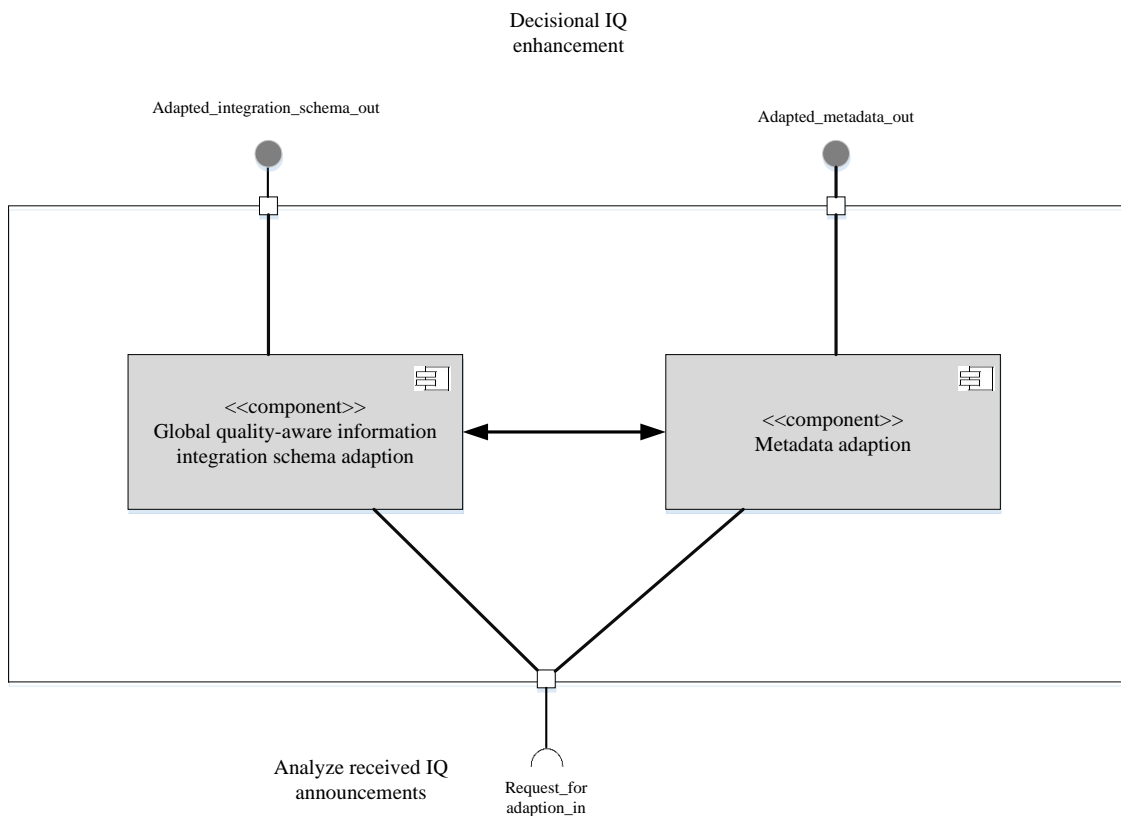 Decisional IQ
enhancement
Adapted_integration_schema_out
Adapted_metadata_out
<<component>>
Global quality-aware information
integration schema adaption
<<component>>
Metadata adaption
Analyze received IQ
announcements
Request_for
adaption_in